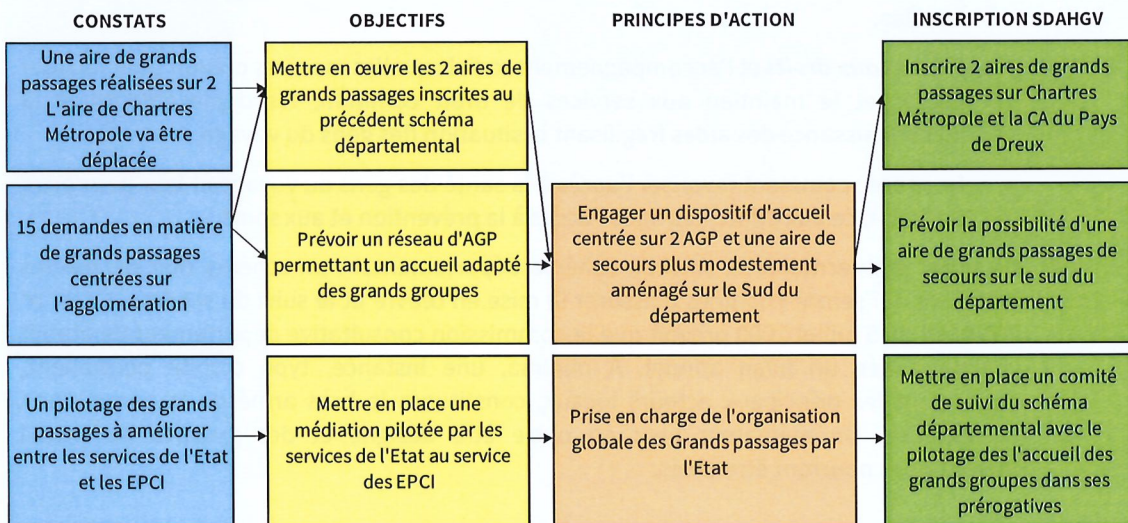 CONSTATS
OBJECTIFS
PRINCIPES D'ACTION
INSCRIPTION SDAHGV
Une aire de grands
passages réalisées sur 2
L'aire de Chartres
Métropole va être
déplacée
Mettre en œuvre les 2 aires de
grands passages inscrites au
précédent schéma
départemental
Inscrire 2 aires de grands
passages sur Chartres
Métropole et la CA du Pays
de Dreux
15 demandes en matière
de grands passages
centrées sur
l'agglomération
Prévoir un réseau d'AGP
permettant un accueil adapté
des grands groupes
Engager un dispositif d'accueil
centrée sur 2 AGP et une aire de
secours plus modestement
aménagé sur le Sud du
département
Prévoir la possibilité d'une
aire de grands passages de
secours sur le sud du
département
Un pilotage des grands
passages à améliorer
entre les services de l'Etat
et les EPCI
Mettre en place une
médiation pilotée par les
services de l'Etat au service
des EPCI
Prise en charge de l'organisation
globale des Grands passages par
l'Etat
Mettre en place un comité
de suivi du schéma
départemental avec le
pilotage des l'accueil des
grands groupes dans ses
prérogatives